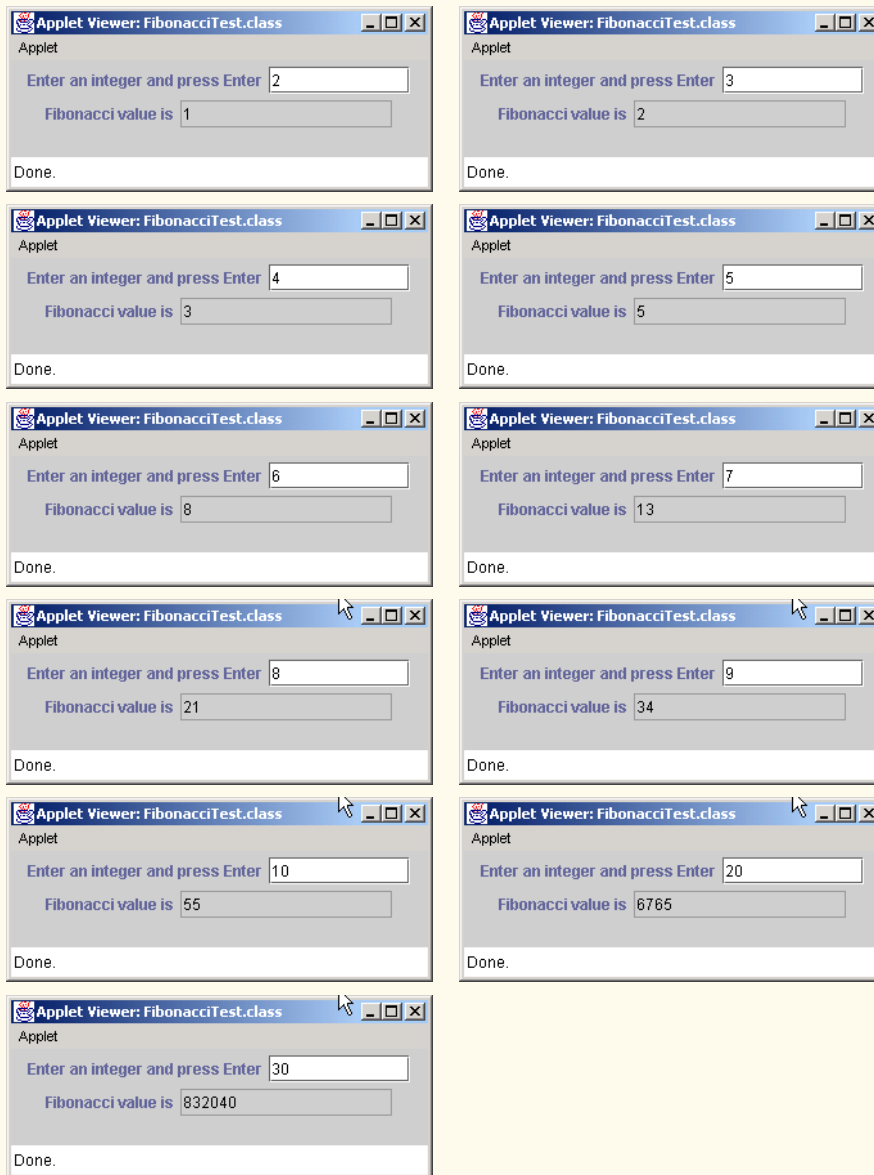 Applet Viewer: FibonacciTest.class
Applet
Enter an integer and press Enter 2
Fibonacci value is 1
Done.
Applet Viewer: FibonacciTest.class
Applet
Enter an integer and press Enter 3
Fibonacci value is 2
Done.
Applet Viewer: FibonacciTest.class
Applet
Enter an integer and press Enter 4
Fibonacci value is 3
Done.
Applet Viewer: FibonacciTest.class
Applet
Enter an integer and press Enter 5
Fibonacci value is 5
Done.
Applet Viewer: FibonacciTest.class
Applet
Enter an integer and press Enter 6
Fibonacci value is 8
Done.
Applet Viewer: FibonacciTest.class
Applet
Enter an integer and press Enter 7
Fibonacci value is 13
Done.
Applet Viewer: FibonacciTest.class
Applet
Enter an integer and press Enter 8
Fibonacci value is 21
Done.
Applet Viewer: FibonacciTest.class
Applet
Enter an integer and press Enter 9
Fibonacci value is 34
Done.
Applet Viewer: FibonacciTest.class
Applet
Enter an integer and press Enter 10
Fibonacci value is 55
Done.
Applet Viewer: FibonacciTest.class
Applet
Enter an integer and press Enter 20
Fibonacci value is 6765
Done.
Applet Viewer: FibonacciTest.class
Applet
Enter an integer and press Enter 30
Fibonacci value is 832040
Done.